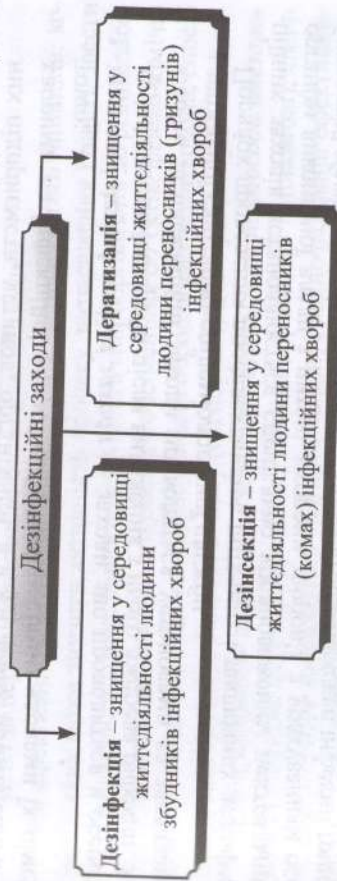 Дезінфекційні заходи
Дезінфекція – знищення у середовищі
життєдіяльності людини
збудників інфекційних хвороб
Дератизація – знищення у
середовищі життєдіяльності
людини переносників (гризунів)
інфекційних хвороб
Дезінсекція – знищення у середовищі
життєдіяльності людини переносників
(комах) інфекційних хвороб